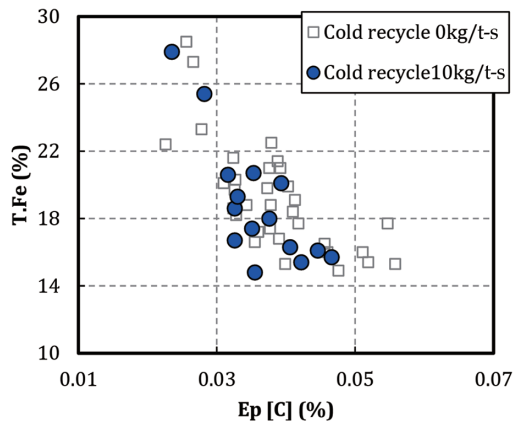 30
Cold recycle 0kg/t-s
Cold recycle10kg/t-s
26
22
T.Fe (%)
18
14
10
0.01 0.03 0.05 0.07
Ep [C] (%)